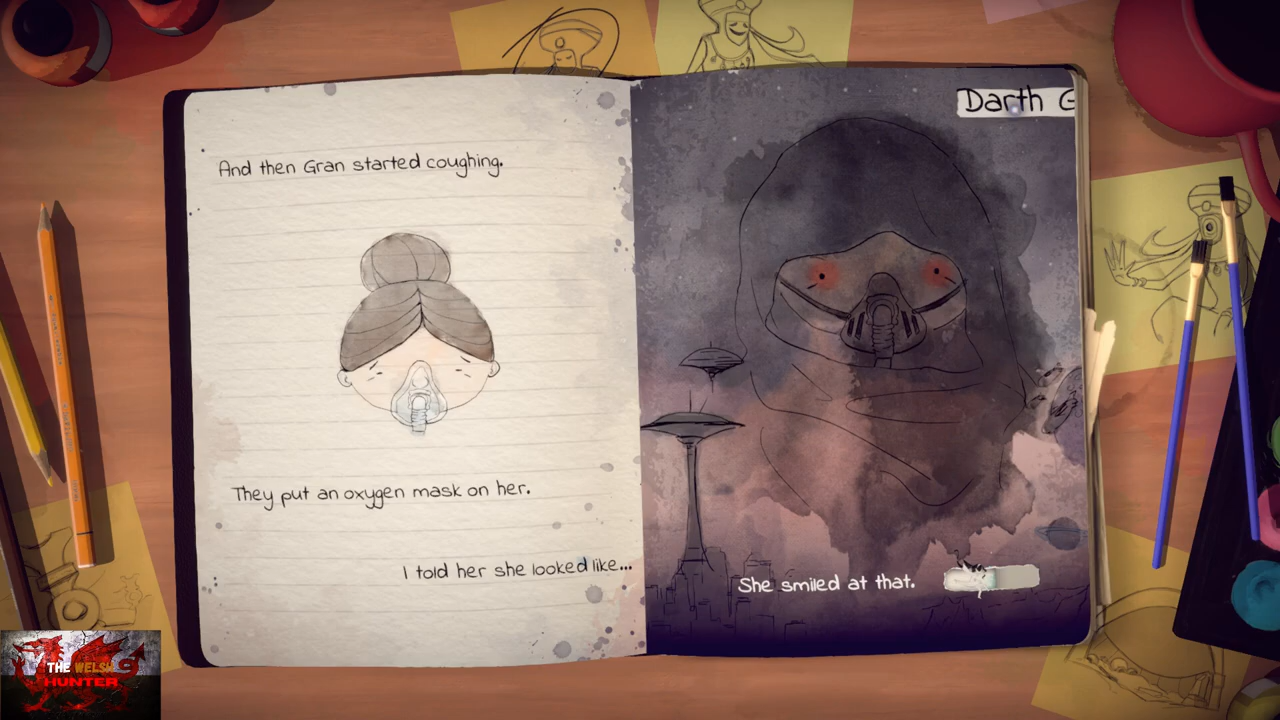 And then Gran started coughing.
They put an oxygen mask on her.
I told her she looked like...
Darth G
She smiled at that.
THE WELSH
HUNTER